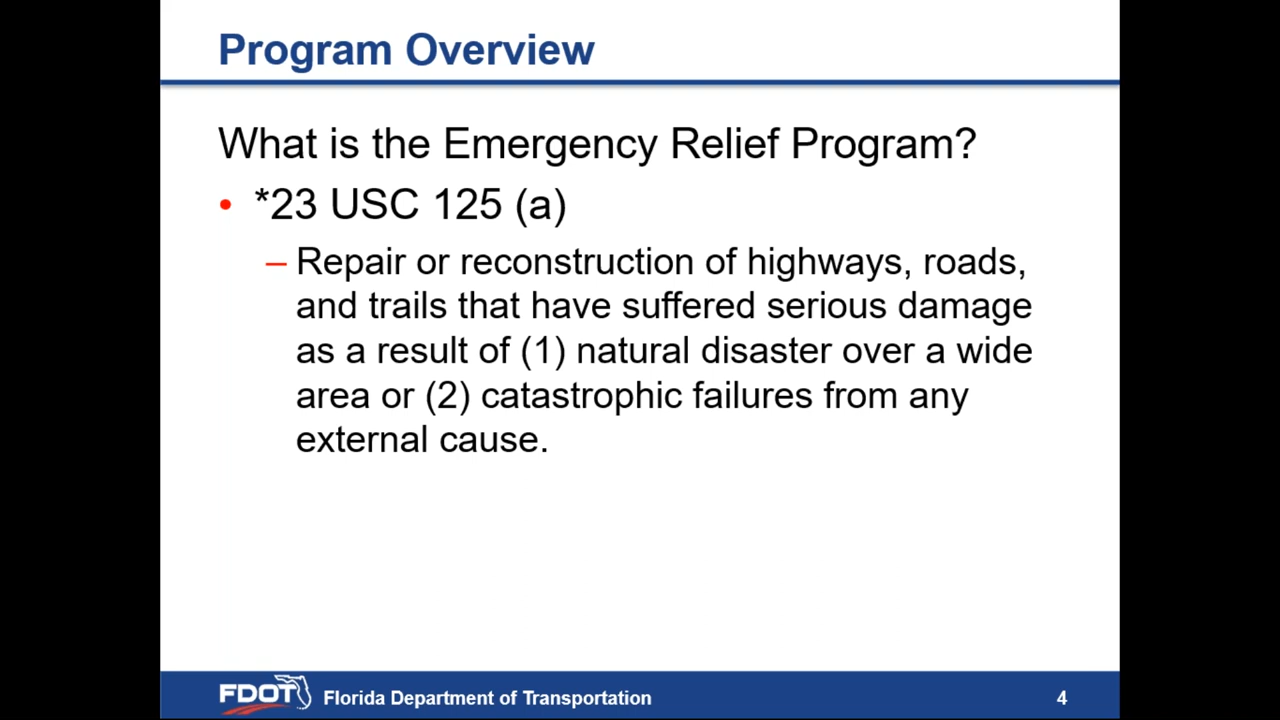 Program Overview
What is the Emergency Relief Program?
• *23 USC 125 (a)
– Repair or reconstruction of highways, roads,
and trails that have suffered serious damage
as a result of (1) natural disaster over a wide
area or (2) catastrophic failures from any
external cause.
FDOT Florida Department of Transportation 4